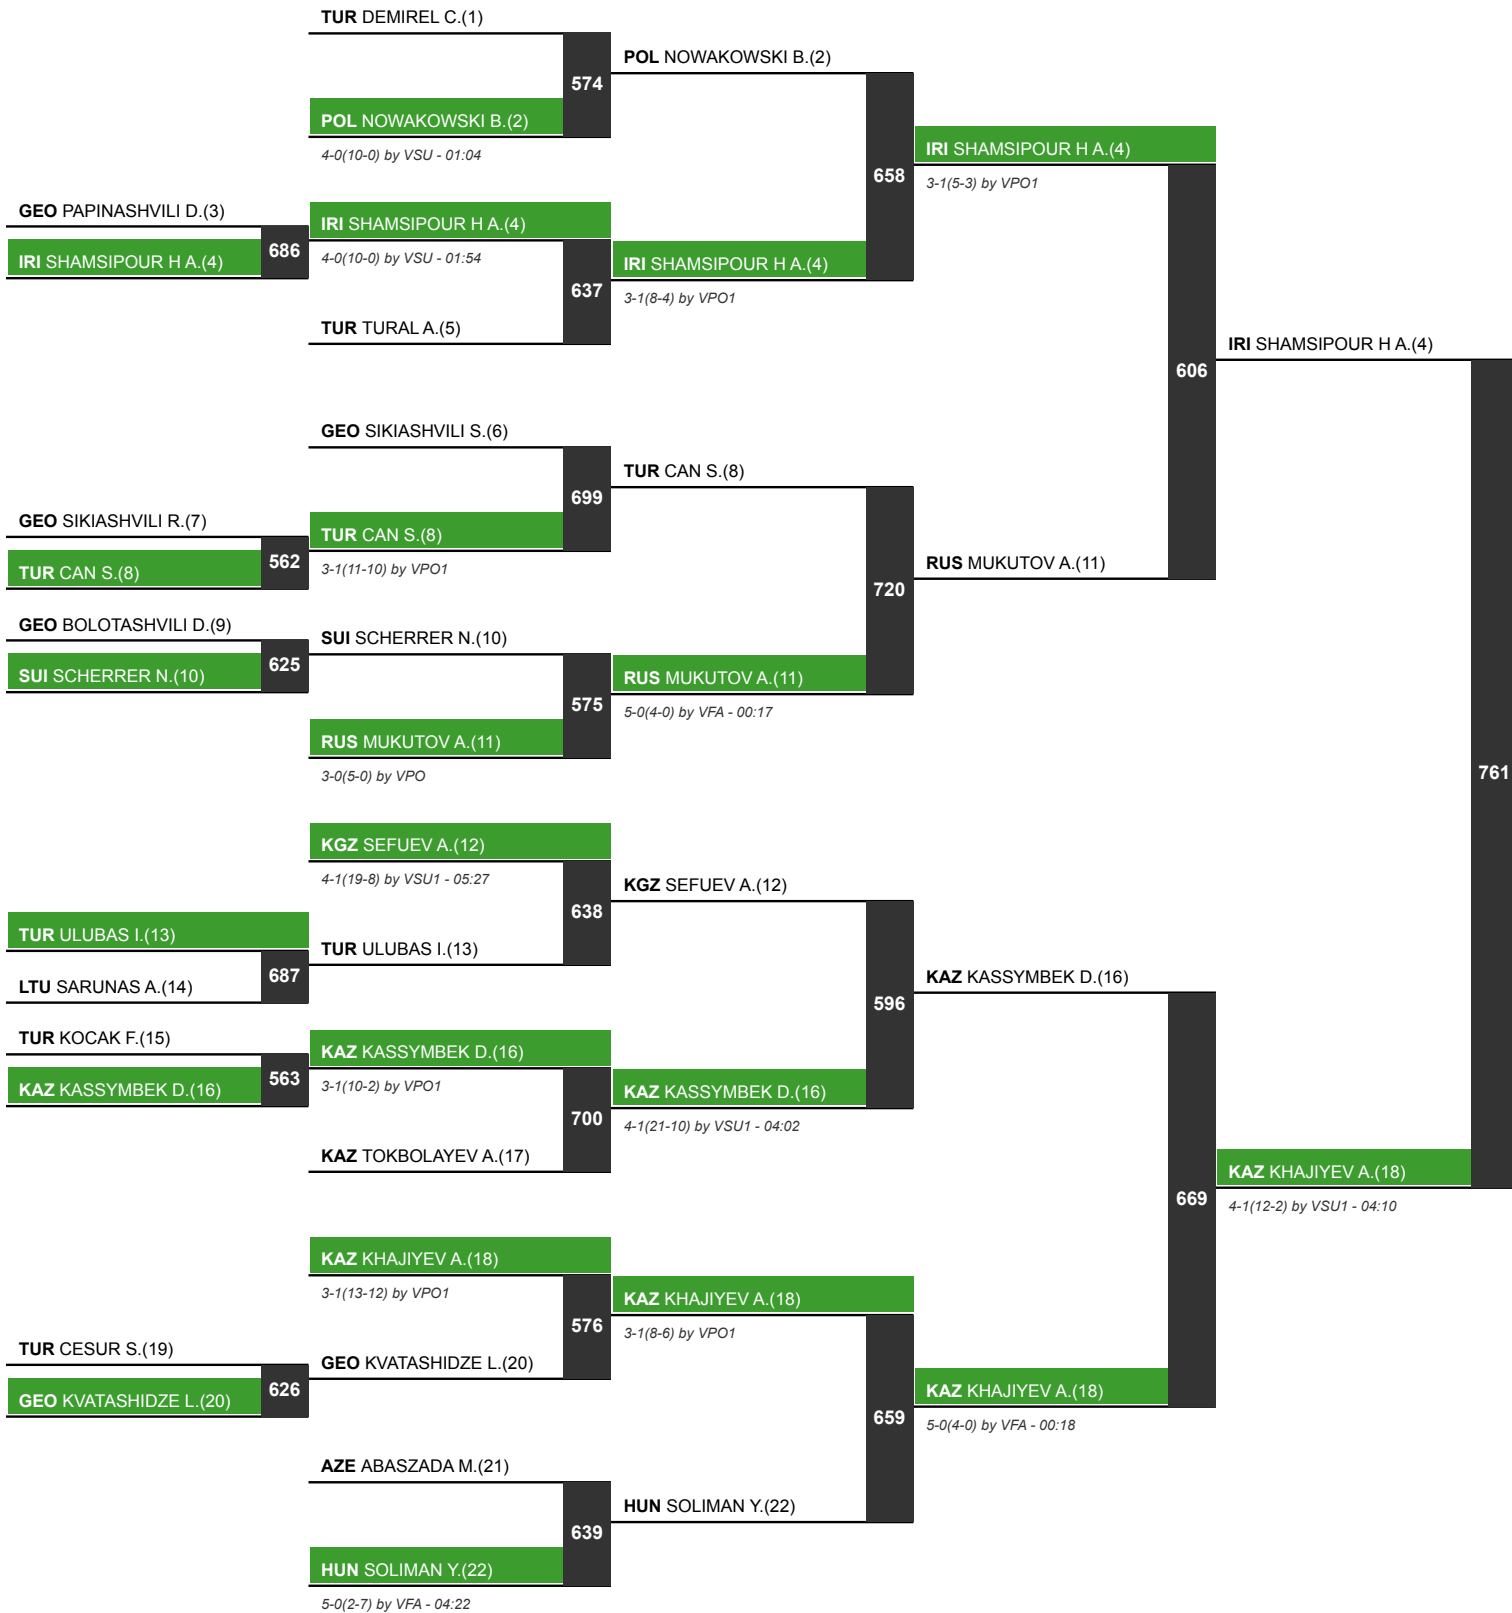 TUR DEMIREL C.(1)
574
POL NOWAKOWSKI B.(2)
4-0(10-0) by VSU - 01:04
GEO PAPINASHVILI D.(3)
686
IRI SHAMSIPOUR H A.(4)
IRI SHAMSIPOUR H A.(4)
4-0(10-0) by VSU - 01:54
637
TUR TURAL A.(5)
POL NOWAKOWSKI B.(2)
658
IRI SHAMSIPOUR H A.(4)
3-1(8-4) by VPO1
IRI SHAMSIPOUR H A.(4)
3-1(5-3) by VPO1
606
GEO SIKIASHVILI S.(6)
699
GEO SIKIASHVILI R.(7)
562
TUR CAN S.(8)
TUR CAN S.(8)
3-1(11-10) by VPO1
TUR CAN S.(8)
720
GEO BOLOTASHVILI D.(9)
625
SUI SCHERRER N.(10)
SUI SCHERRER N.(10)
575
RUS MUKUTOV A.(11)
3-0(5-0) by VPO
RUS MUKUTOV A.(11)
5-0(4-0) by VFA - 00:17
RUS MUKUTOV A.(11)
IRI SHAMSIPOUR H A.(4)
761
KGZ SEFUEV A.(12)
4-1(19-8) by VSU1 - 05:27
638
TUR ULUBAS I.(13)
687
LTU SARUNAS A.(14)
TUR ULUBAS I.(13)
KGZ SEFUEV A.(12)
596
TUR KOCAK F.(15)
563
KAZ KASSYMBEK D.(16)
KAZ KASSYMBEK D.(16)
3-1(10-2) by VPO1
700
KAZ TOKBOLAYEV A.(17)
KAZ KASSYMBEK D.(16)
4-1(21-10) by VSU1 - 04:02
KAZ KASSYMBEK D.(16)
669
KAZ KHAJIYEV A.(18)
4-1(12-2) by VSU1 - 04:10
KAZ KHAJIYEV A.(18)
3-1(13-12) by VPO1
576
TUR CESUR S.(19)
626
GEO KVATASHIDZE L.(20)
GEO KVATASHIDZE L.(20)
KAZ KHAJIYEV A.(18)
3-1(8-6) by VPO1
659
KAZ KHAJIYEV A.(18)
5-0(4-0) by VFA - 00:18
AZE ABASZADA M.(21)
639
HUN SOLIMAN Y.(22)
HUN SOLIMAN Y.(22)
5-0(2-7) by VFA - 04:22